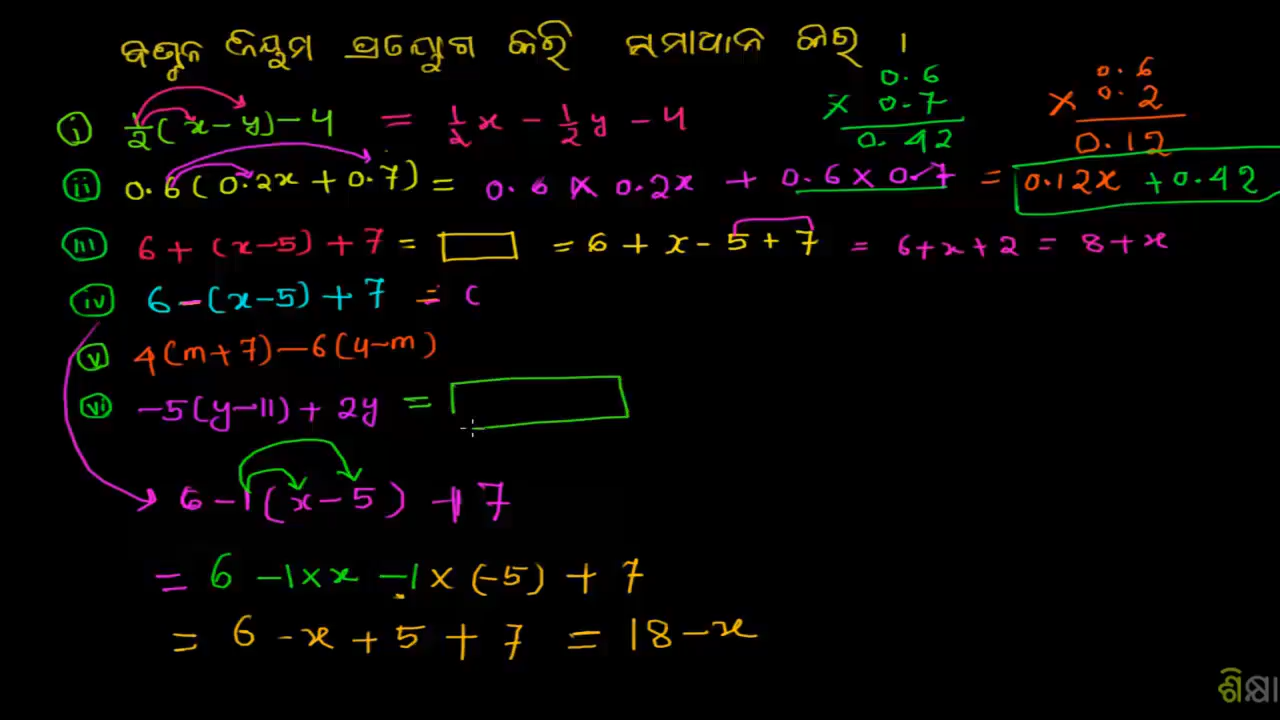 ବଣ୍ଟନ ନିୟମ ପ୍ରୟୋଗ କରି ସମାଧାନ କର ।
0.6
× 0.7
0.42
0.6
× 0.2
0.12
i) 1/2(x-y)-4 = 1/2x - 1/2y - 4
ii) 0.6(0.2x + 0.7) = 0.6 × 0.2x + 0.6 × 0.7 = 0.12x + 0.42
iii) 6 + (x-5) + 7 = = 6 + x - 5 + 7 = 6+x+2 = 8+x
iv) 6-(x-5)+7 = (
v) 4(m+7)-6(4-m)
vi) -5(y-11)+2y =
6-1(x-5)+7
= 6 -1×x -1×(-5) + 7
= 6 -x + 5 + 7 = 18-x
ଶିକ୍ଷା